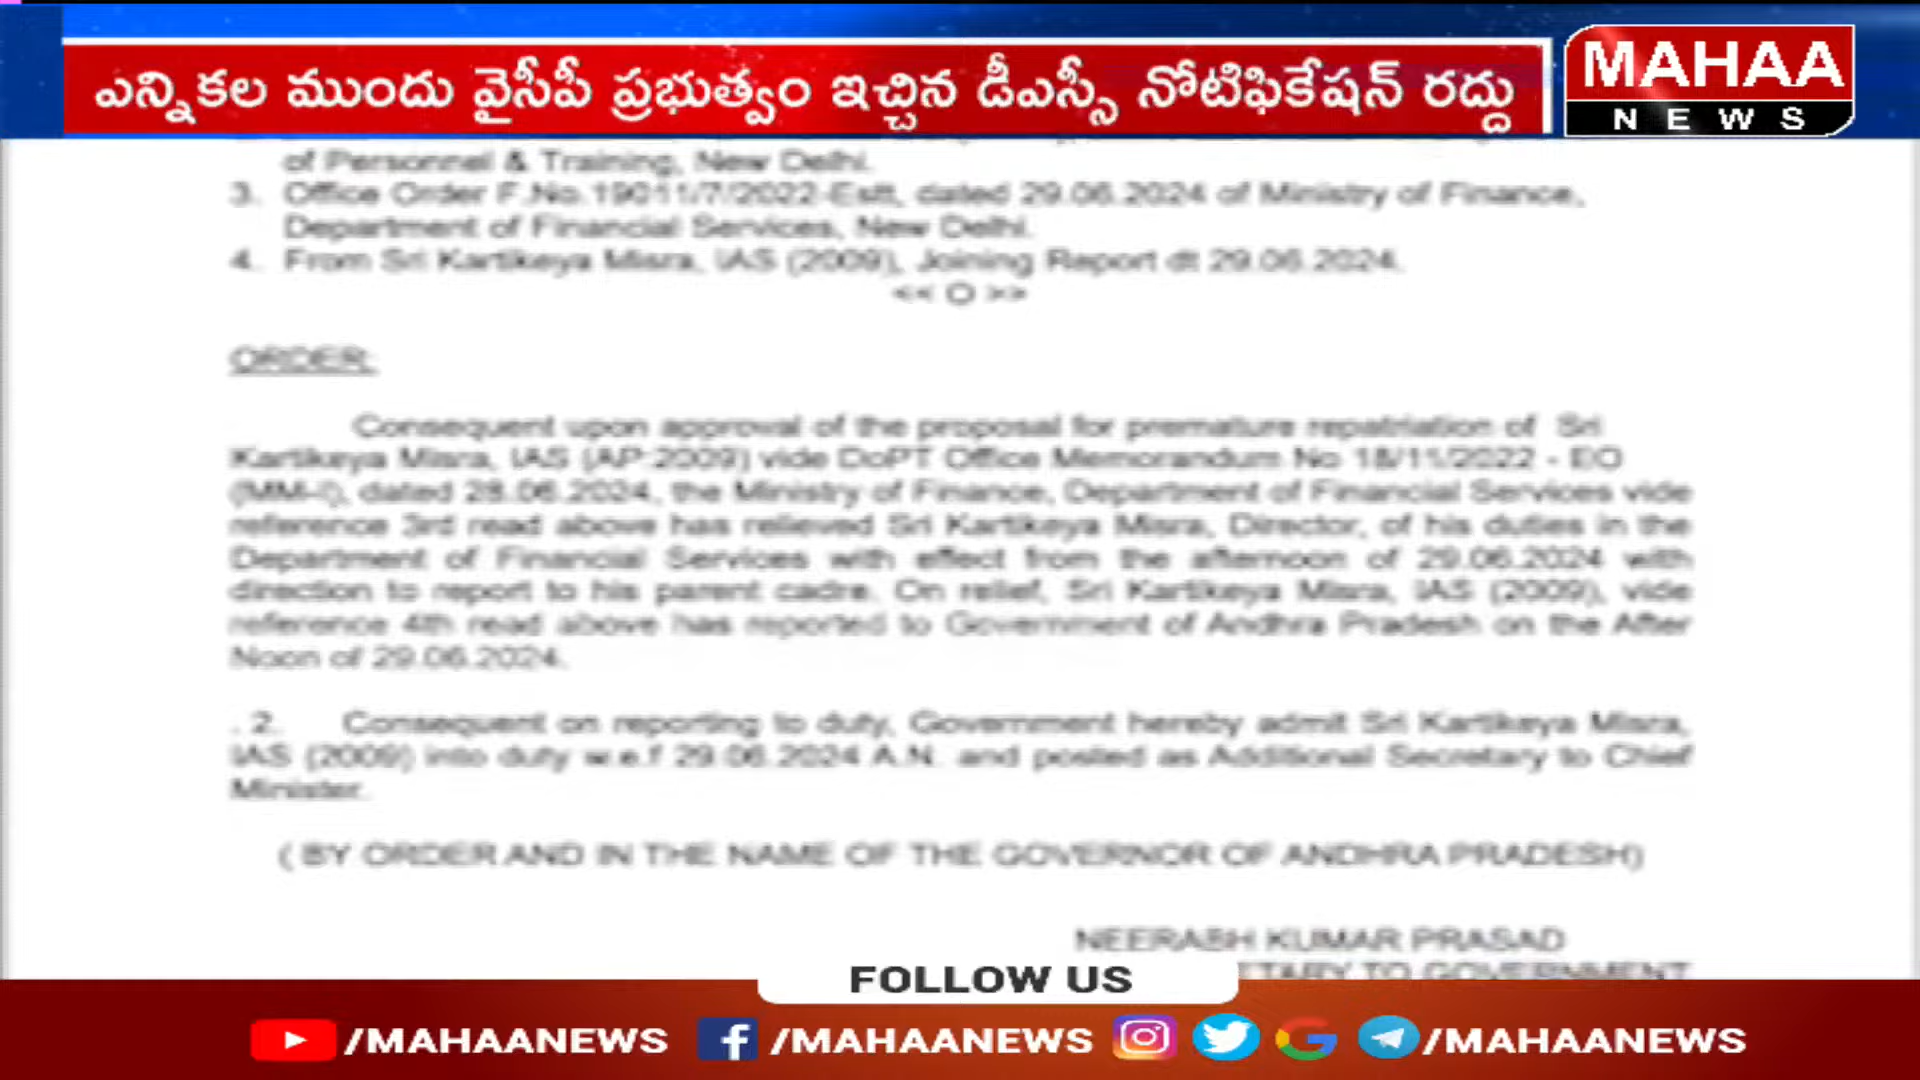 ఎన్నికల ముందు వైసీపీ ప్రభుత్వం ఇచ్చిన డీఎస్సీ నోటిఫికేషన్ రద్దు
MAHAA
NEWS
of Personnel & Training, New Delhi.
3. Office Order F.No.19011/7/2022-Estt, dated 29.06.2024 of Ministry of Finance,
Department of Financial Services, New Delhi.
4. From Sri Kartikeya Misra, IAS (2009), Joining Report dt 29.06.2024.
<< O >>
ORDER:
Consequent upon approval of the proposal for premature repatriation of Sri
Kartikeya Misra, IAS (AP:2009) vide DoPT Office Memorandum No 18/11/2022 - EO
(MM-I), dated 28.06.2024, the Ministry of Finance, Department of Financial Services vide
reference 3rd read above has relieved Sri Kartikeya Misra, Director, of his duties in the
Department of Financial Services with effect from the afternoon of 29.06.2024 with
direction to report to his parent cadre. On relief, Sri Kartikeya Misra, IAS (2009), vide
reference 4th read above has reported to Government of Andhra Pradesh on the After
Noon of 29.06.2024.
. 2. Consequent on reporting to duty, Government hereby admit Sri Kartikeya Misra,
IAS (2009) into duty w.e.f 29.06.2024 A.N. and posted as Additional Secretary to Chief
Minister.
( BY ORDER AND IN THE NAME OF THE GOVERNOR OF ANDHRA PRADESH)
NEERABH KUMAR PRASAD
TO GOVERNMENT
FOLLOW US
/MAHAANEWS /MAHAANEWS /MAHAANEWS